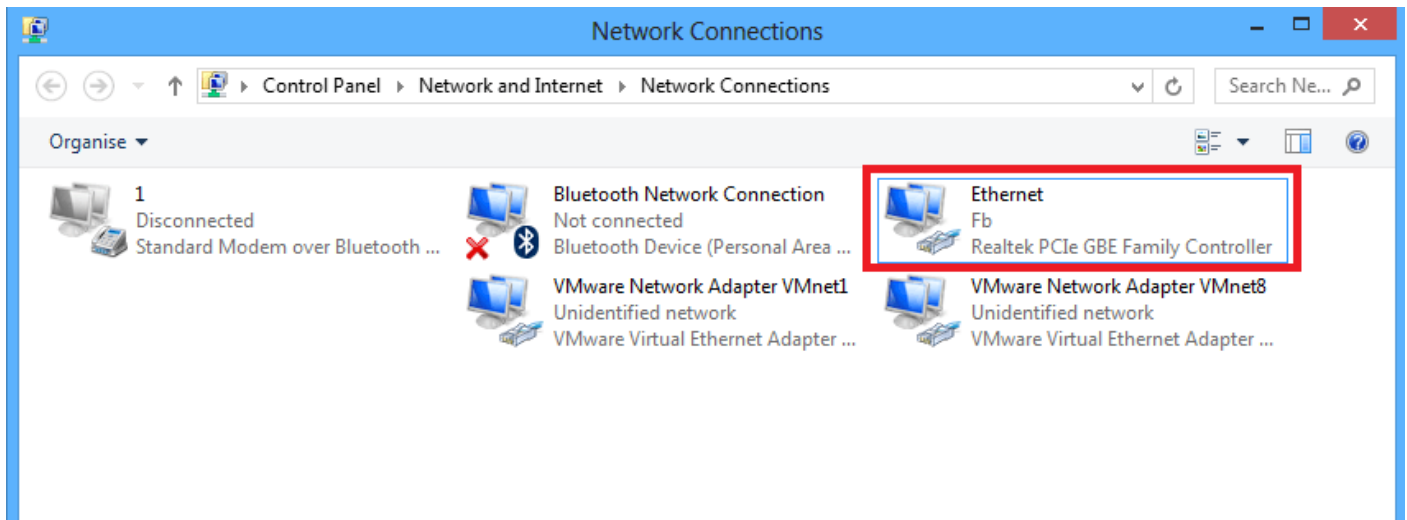 Network Connections
Control Panel Network and Internet Network Connections
Search Ne...
Organise
1
Disconnected
Standard Modem over Bluetooth ...
Bluetooth Network Connection
Not connected
Bluetooth Device (Personal Area ...
Ethernet
Fb
Realtek PCIe GBE Family Controller
VMware Network Adapter VMnet1
Unidentified network
VMware Virtual Ethernet Adapter ...
VMware Network Adapter VMnet8
Unidentified network
VMware Virtual Ethernet Adapter ...